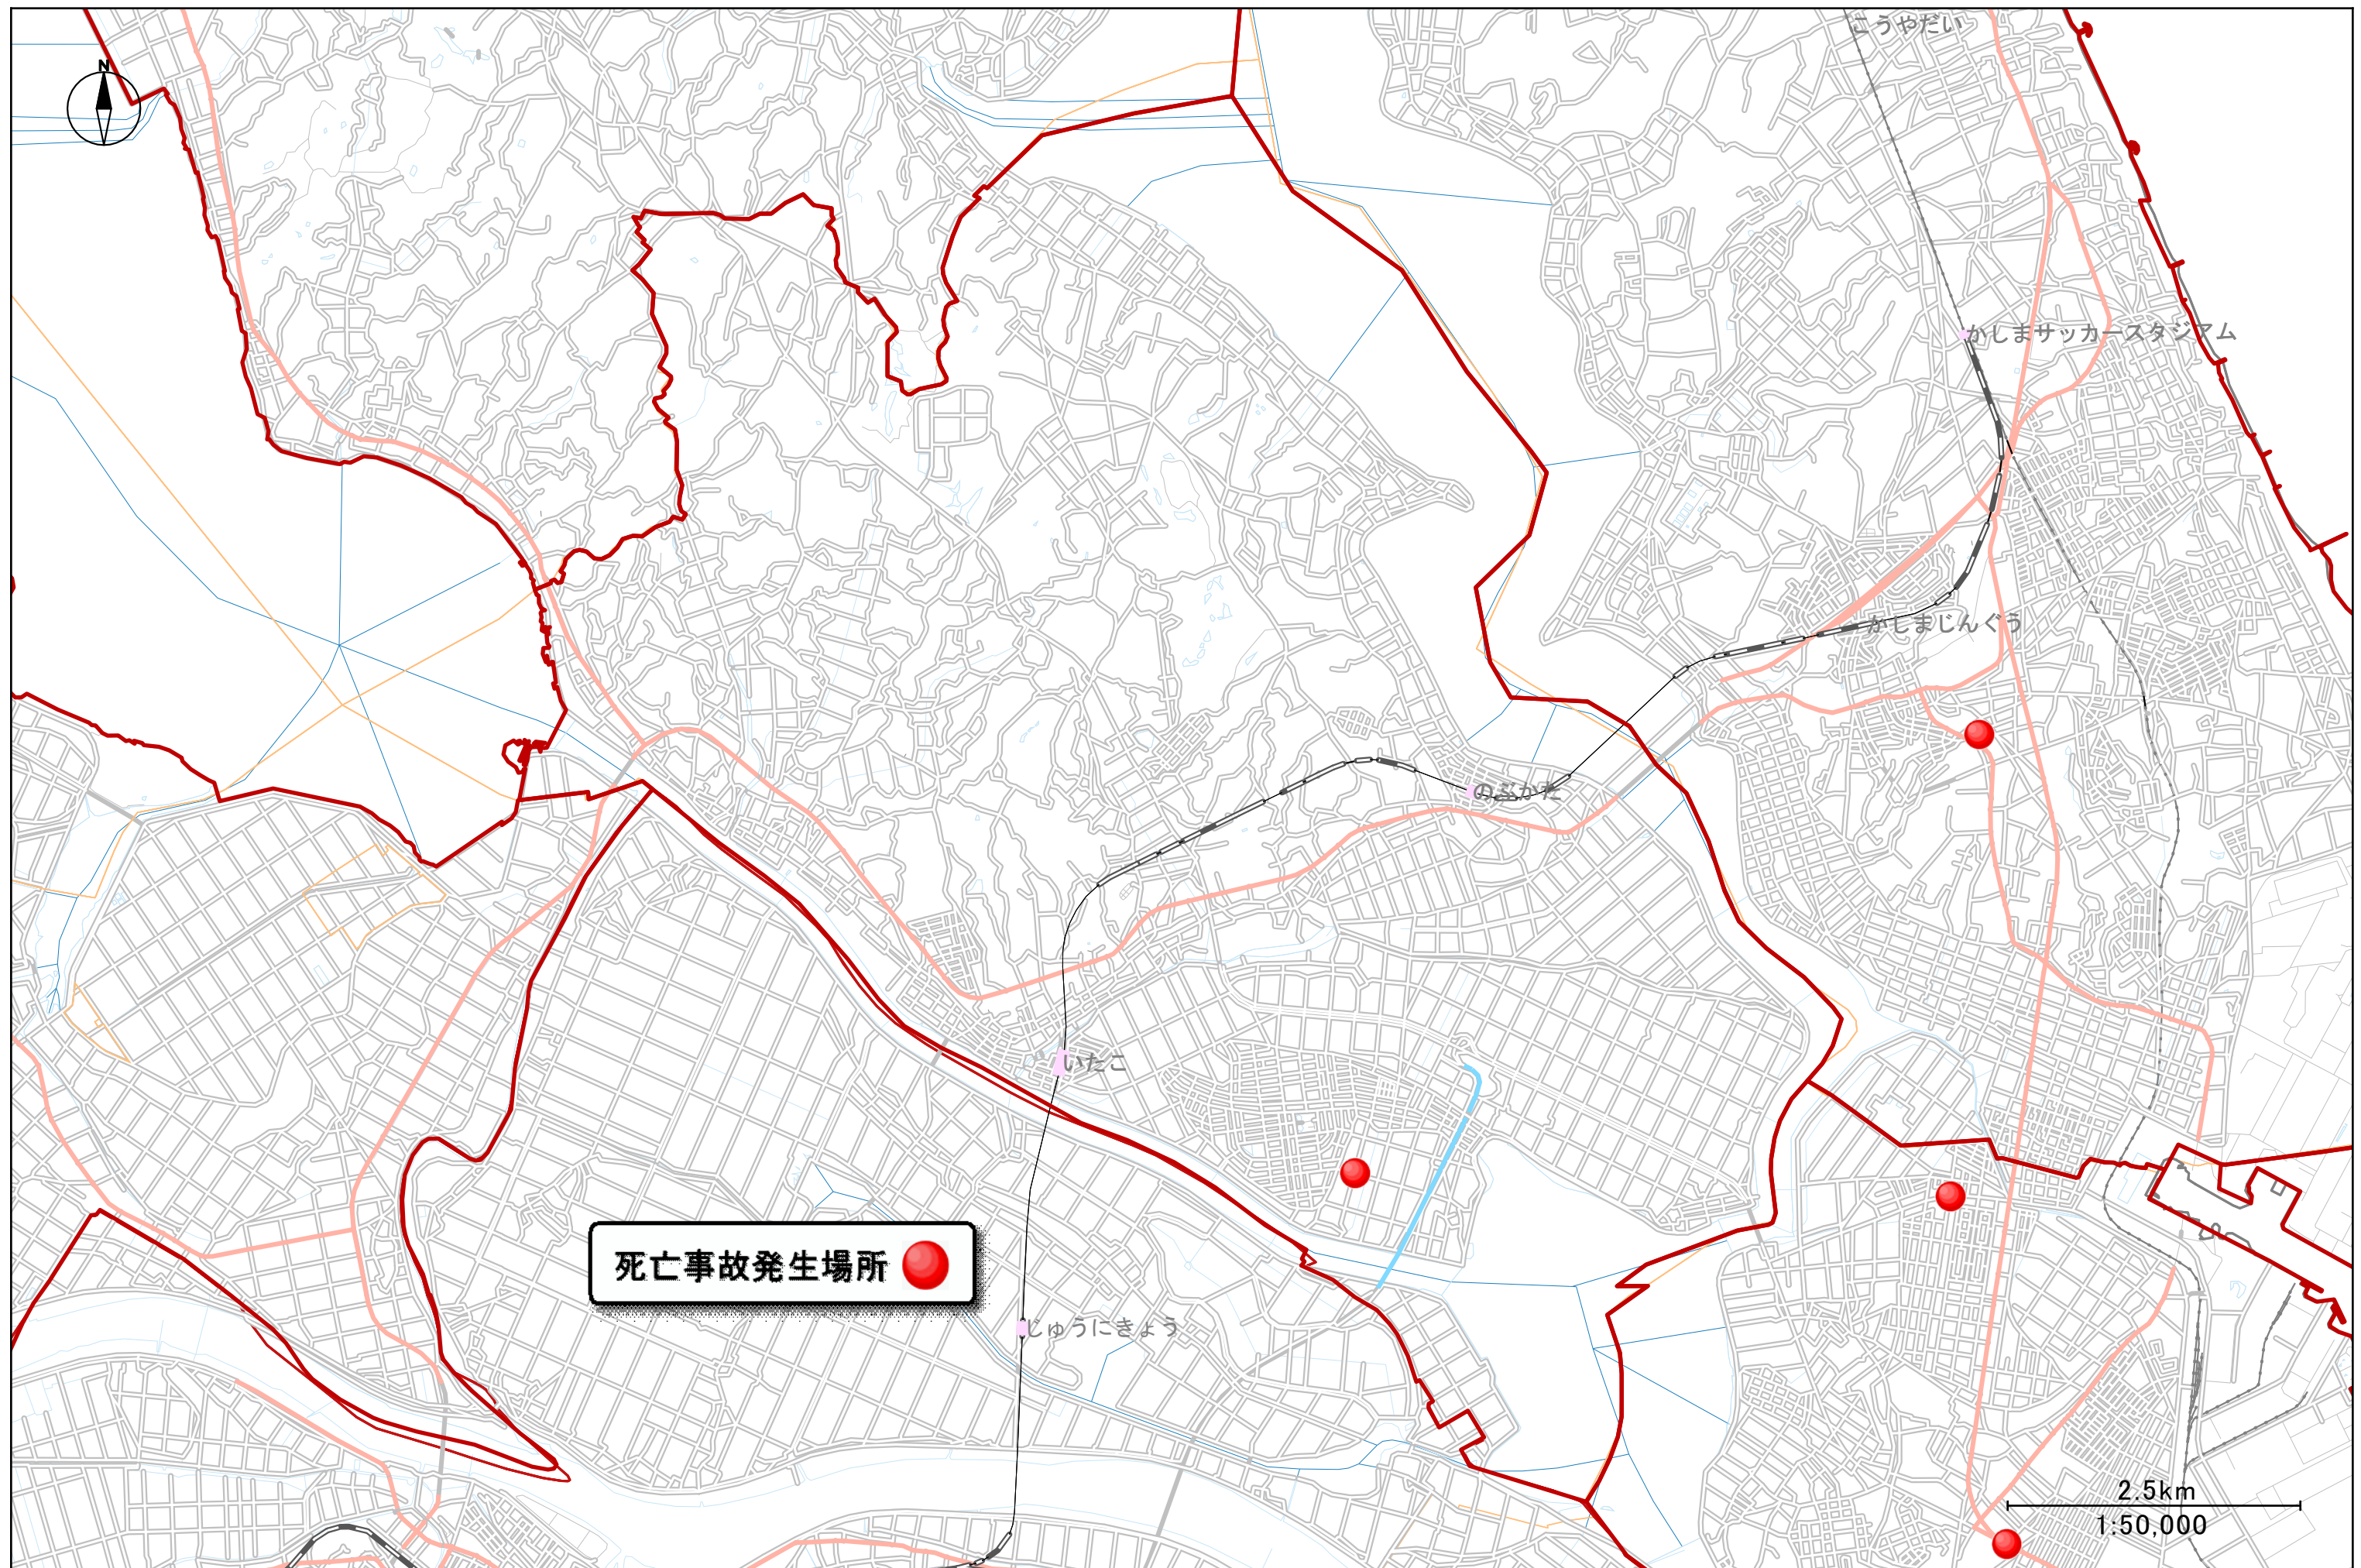 こうやだい
N
かしまサッカースタジアム
かしまじんぐう
のぶかた
いたこ
死亡事故発生場所
じゅうにきょう
2.5km
1:50,000